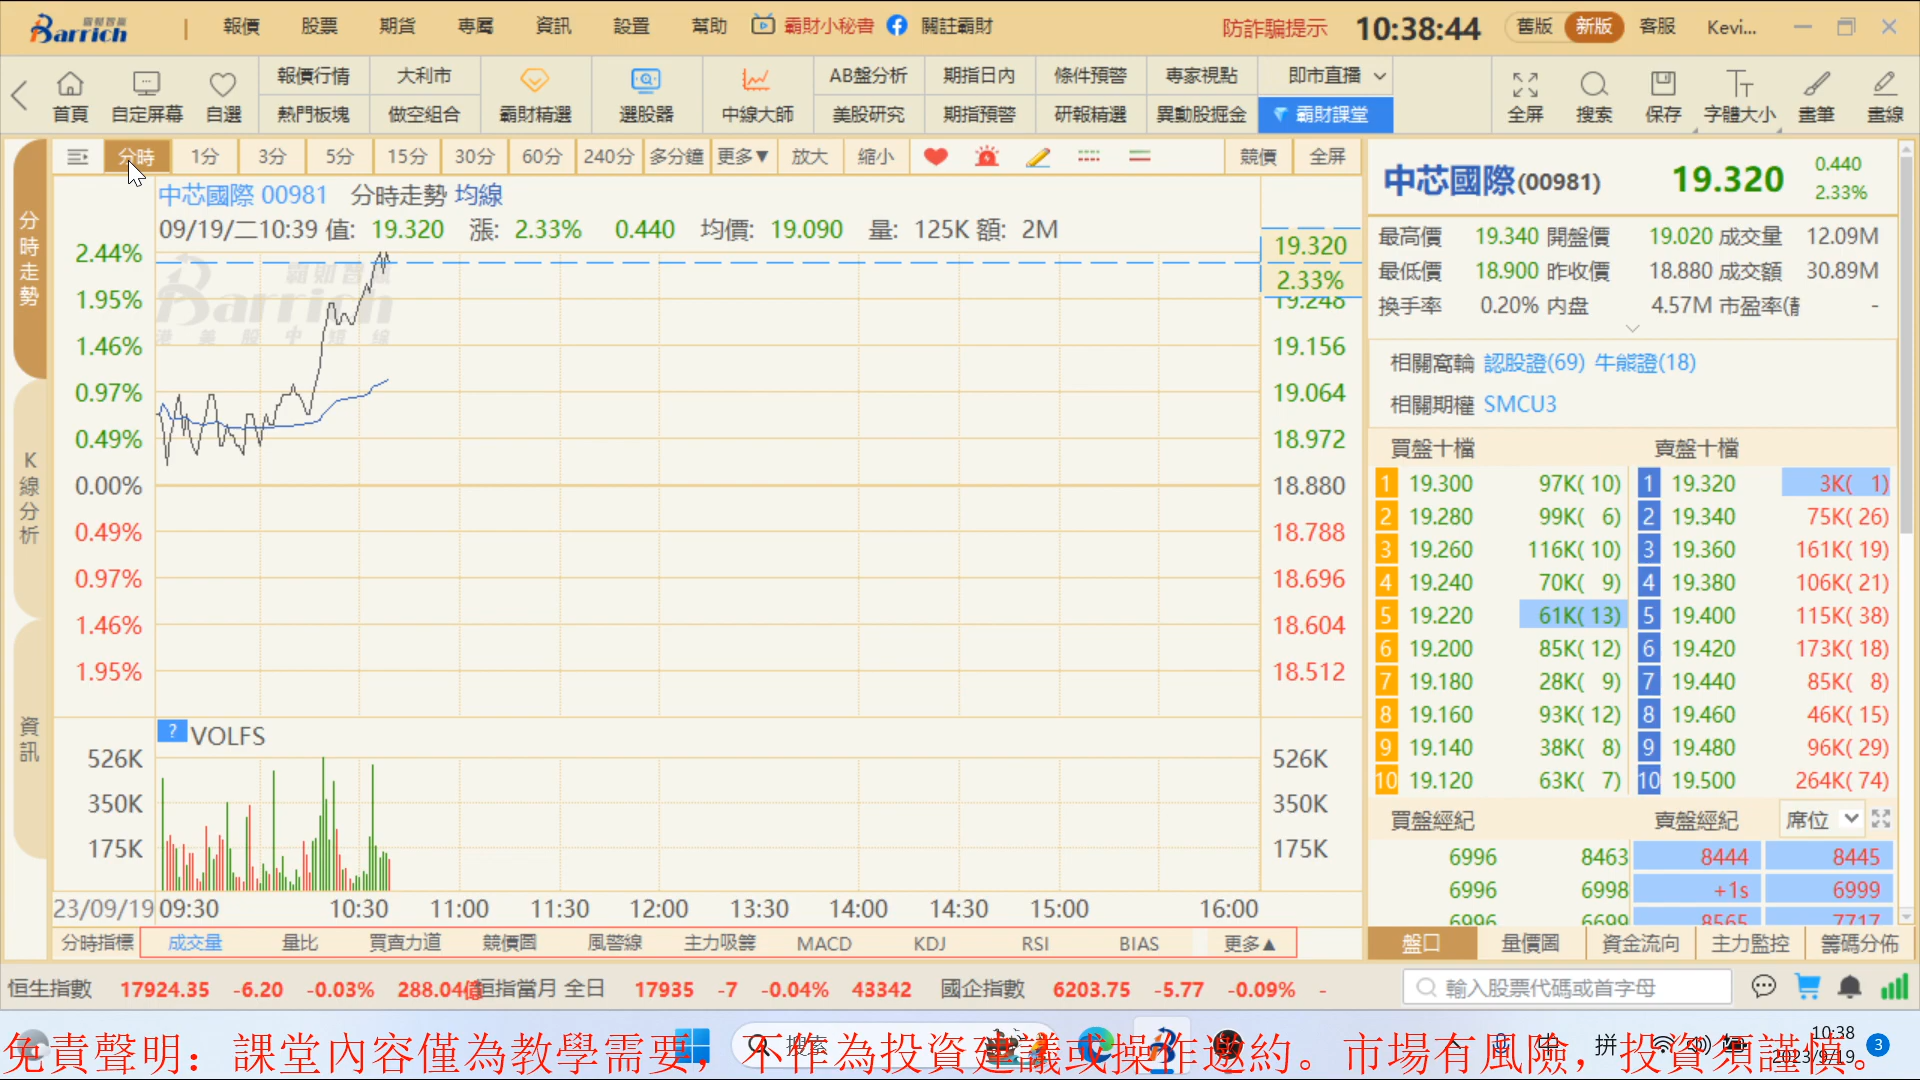 Barrich 報價 股票 期貨 專屬 資訊 設置 幫助 霸財小秘書 關註霸財 防詐騙提示 10:38:44 舊版 新版 客服 Kevi...
報價行情 大利市 AB盤分析 期指日內 條件預警 專家視點 即市直播
首頁 自定屏幕 自選 熱門板塊 做空組合 霸財精選 選股器 中線大師 美股研究 期指預警 研報精選 異動股掘金 霸財課堂 全屏 搜索 保存 字體大小 畫筆 畫線
分時 1分 3分 5分 15分 30分 60分 240分 多分鐘 更多▼ 放大 縮小 競價 全屏
分時走勢
K線分析
資訊
中芯國際 00981 分時走勢 均線
09/19/二10:39 值: 19.320 漲: 2.33% 0.440 均價: 19.090 量: 125K 額: 2M
2.44% 19.320
2.33%
1.95% 19.248
1.46% 19.156
0.97% 19.064
0.49% 18.972
0.00% 18.880
0.49% 18.788
0.97% 18.696
1.46% 18.604
1.95% 18.512
? VOLFS
526K 526K
350K 350K
175K 175K
23/09/19 09:30 10:30 11:00 11:30 12:00 13:30 14:00 14:30 15:00 16:00
分時指標 成交量 量比 買賣力道 競價圖 風警線 主力吸籌 MACD KDJ RSI BIAS 更多▲
中芯國際(00981) 19.320 0.440
2.33%
最高價 19.340 開盤價 19.020 成交量 12.09M
最低價 18.900 昨收價 18.880 成交額 30.89M
換手率 0.20% 内盘 4.57M 市盈率(靜 -
相關窩輪 認股證(69) 牛熊證(18)
相關期權 SMCU3
買盤十檔 賣盤十檔
1 19.300 97K( 10) 1 19.320 3K( 1)
2 19.280 99K( 6) 2 19.340 75K( 26)
3 19.260 116K( 10) 3 19.360 161K( 19)
4 19.240 70K( 9) 4 19.380 106K( 21)
5 19.220 61K( 13) 5 19.400 115K( 38)
6 19.200 85K( 12) 6 19.420 173K( 18)
7 19.180 28K( 9) 7 19.440 85K( 8)
8 19.160 93K( 12) 8 19.460 46K( 15)
9 19.140 38K( 8) 9 19.480 96K( 29)
10 19.120 63K( 7) 10 19.500 264K( 74)
買盤經紀 賣盤經紀 席位
6996 8463 8444 8445
6996 6998 +1s 6999
6996 6699 8565 7717
盤口 量價圖 資金流向 主力監控 籌碼分佈
恒生指數 17924.35 -6.20 -0.03% 288.04億 恒指當月 全日 17935 -7 -0.04% 43342 國企指數 6203.75 -5.77 -0.09% - 輸入股票代碼或首字母
搜索 中 拼 10:38
2023/9/19 3
免責聲明：課堂內容僅為教學需要，不作為投資建議或操作邀約。市場有風險，投資須謹慎。